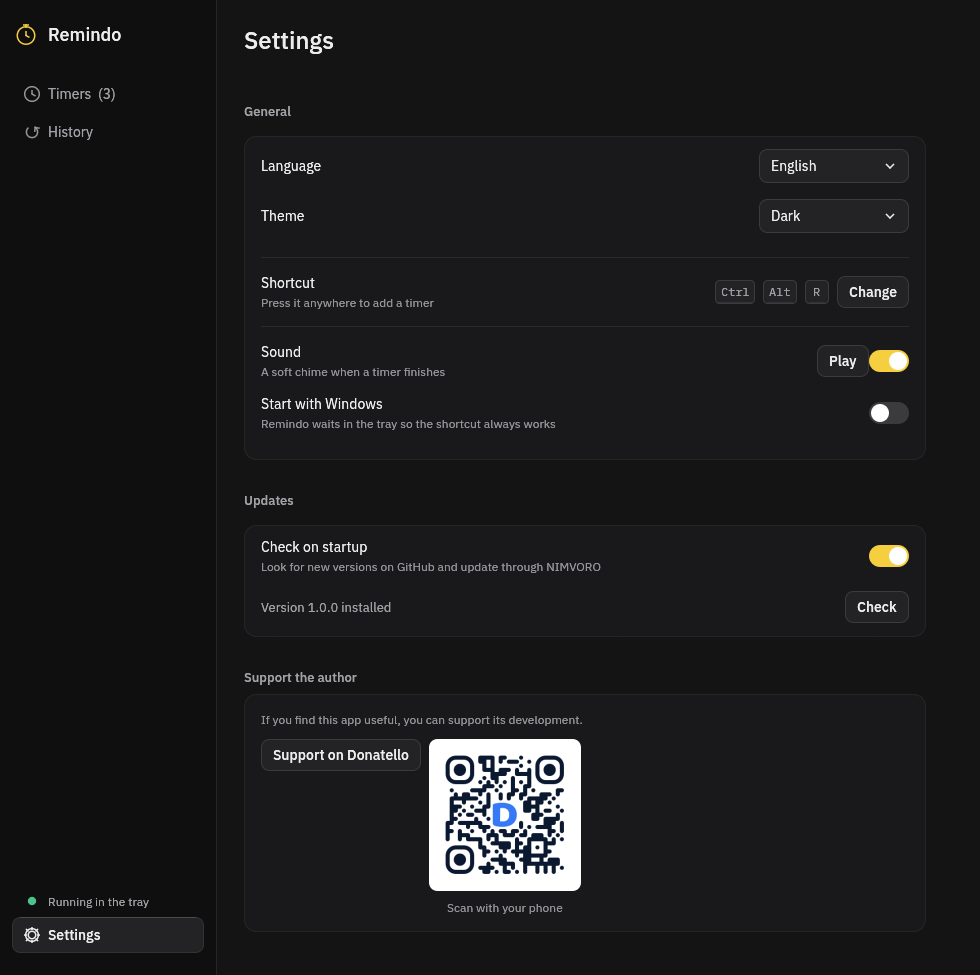 Remindo
Timers (3)
History
Running in the tray
Settings
Settings
General
Language
English
Theme
Dark
Shortcut
Press it anywhere to add a timer
Ctrl Alt R Change
Sound
A soft chime when a timer finishes
Play
Start with Windows
Remindo waits in the tray so the shortcut always works
Updates
Check on startup
Look for new versions on GitHub and update through NIMVORO
Version 1.0.0 installed
Check
Support the author
If you find this app useful, you can support its development.
Support on Donatello
D
Scan with your phone